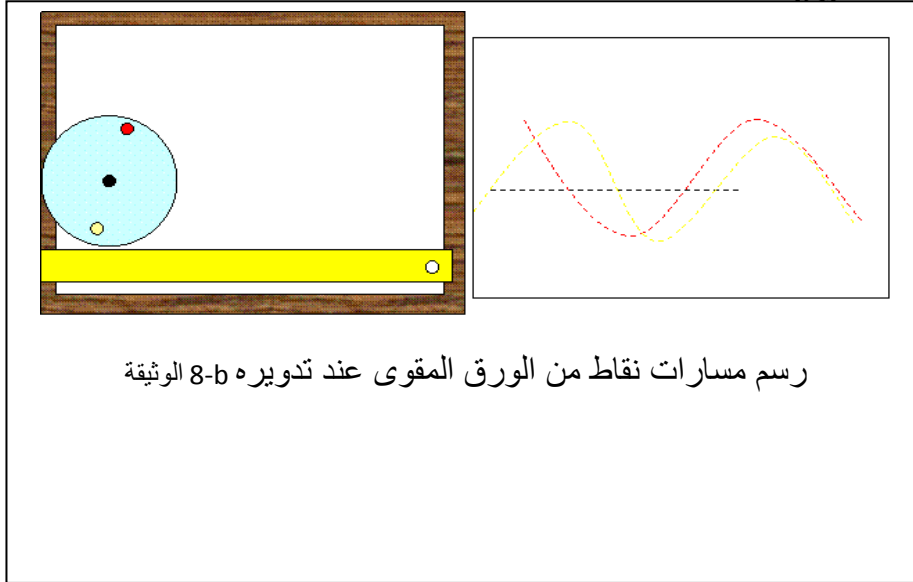 رسم مسارات نقاط من الورق المقوى عند تدويره 8-b الوثيقة